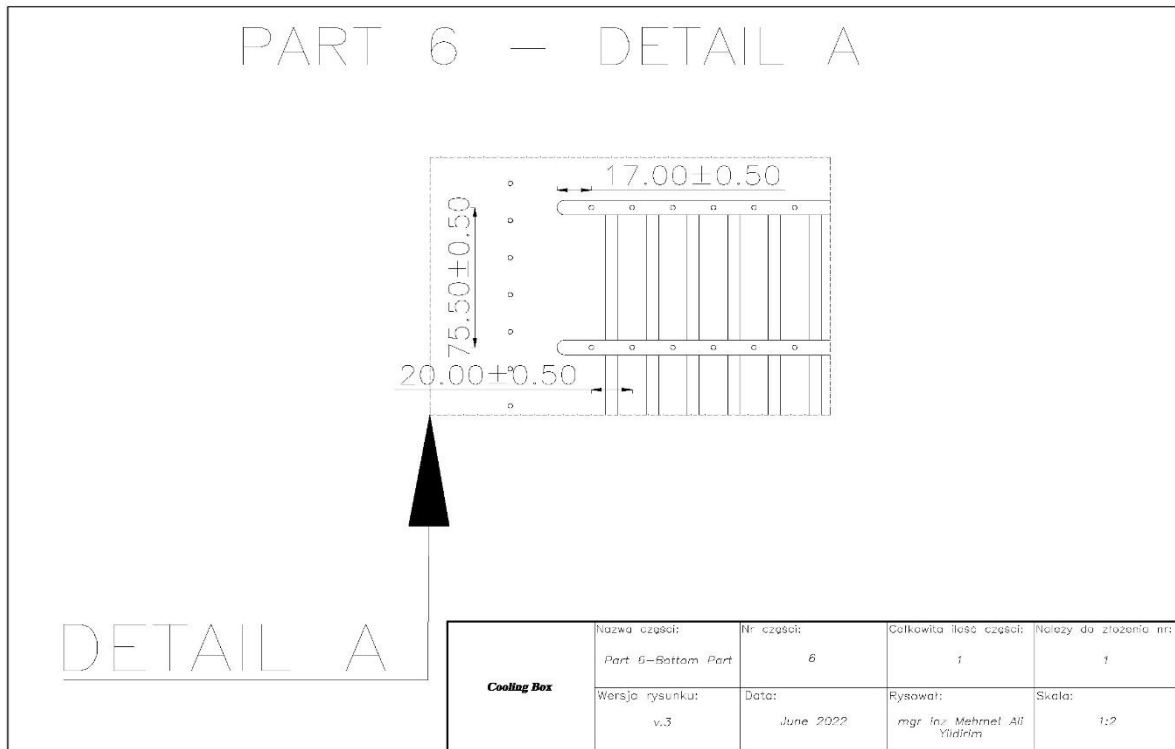 PART 6 - DETAIL A
17.00±0.50
75.50±0.50
20.00±0.50
DETAIL A
Cooling Box
Nazwa części:
Part 6-Bottom Part
Nr części:
6
Całkowita ilość części:
1
Należy do złożenia nr:
1
Wersja rysunku:
v.3
Data:
June 2022
Rysował:
mgr inz Mehmet Ali
Yildirim
Skala:
1:2